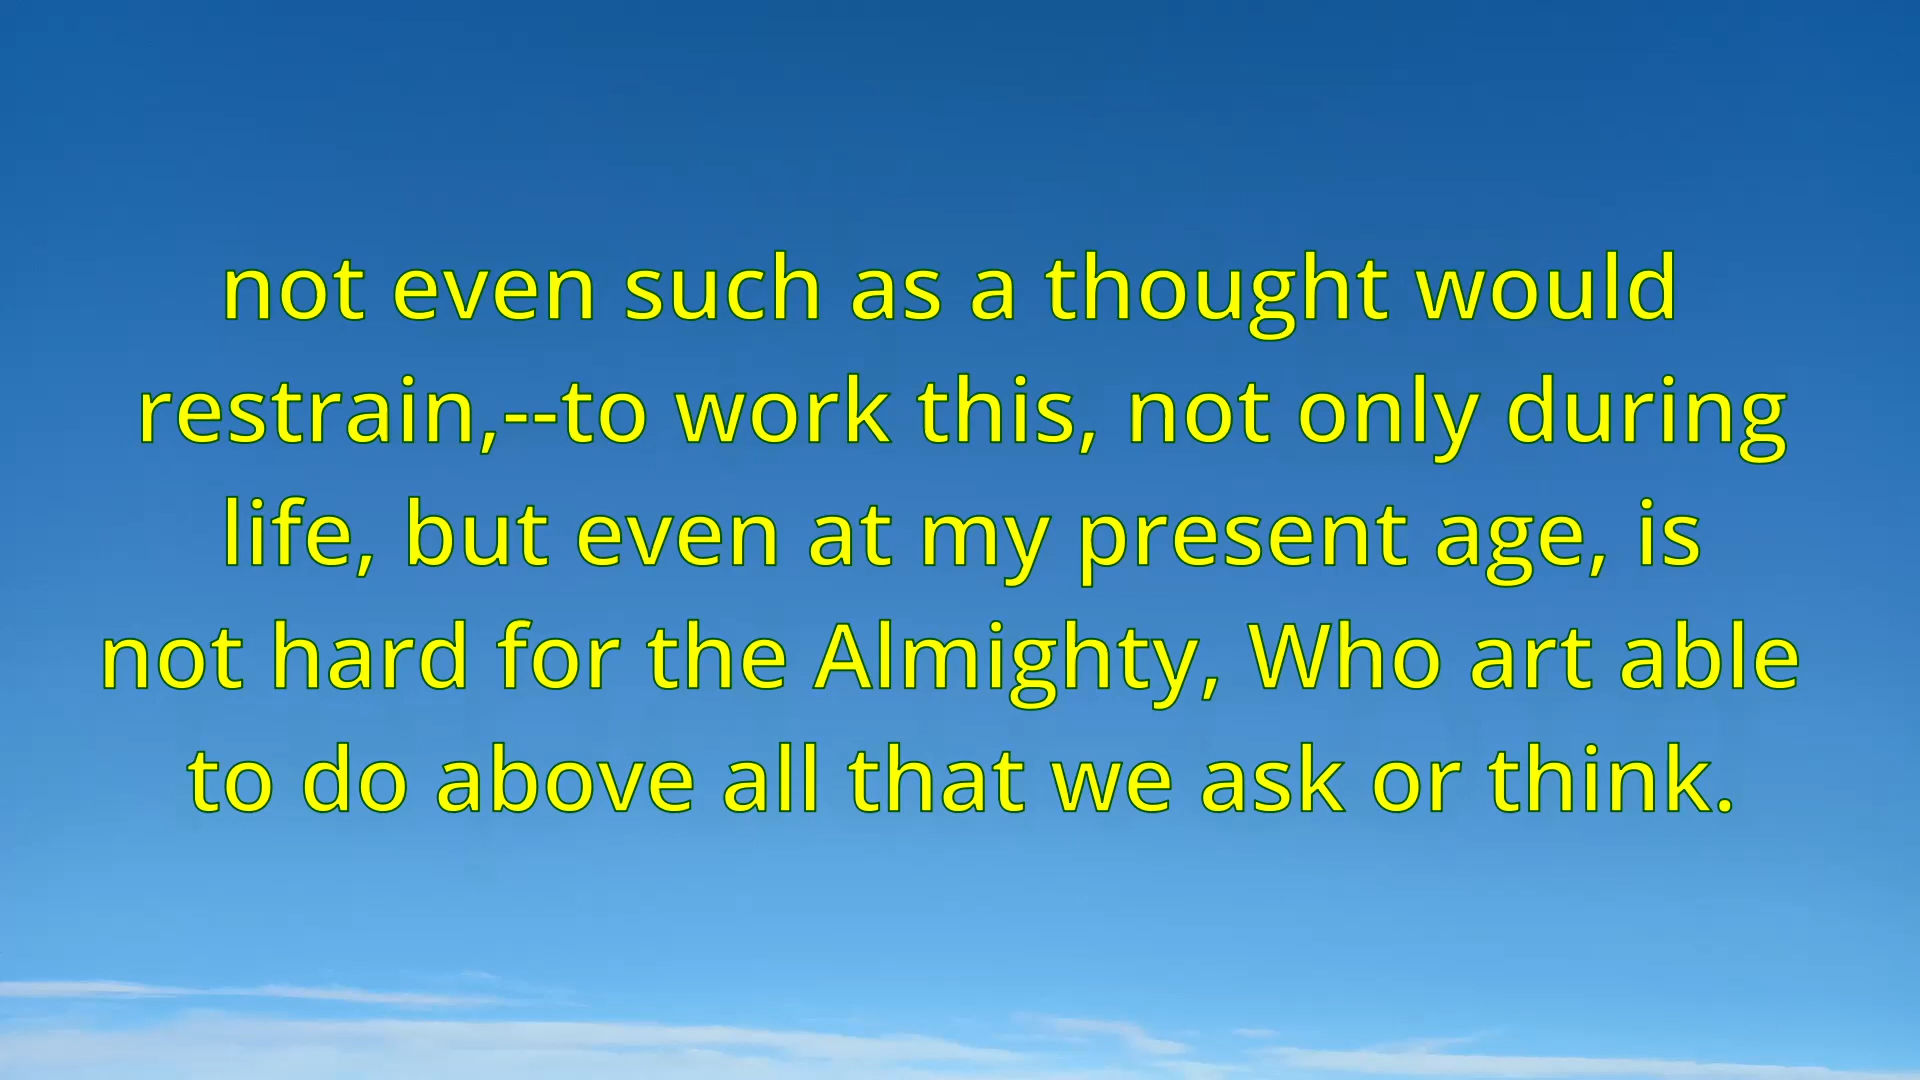 not even such as a thought would
restrain,--to work this, not only during
life, but even at my present age, is
not hard for the Almighty, Who art able
to do above all that we ask or think.